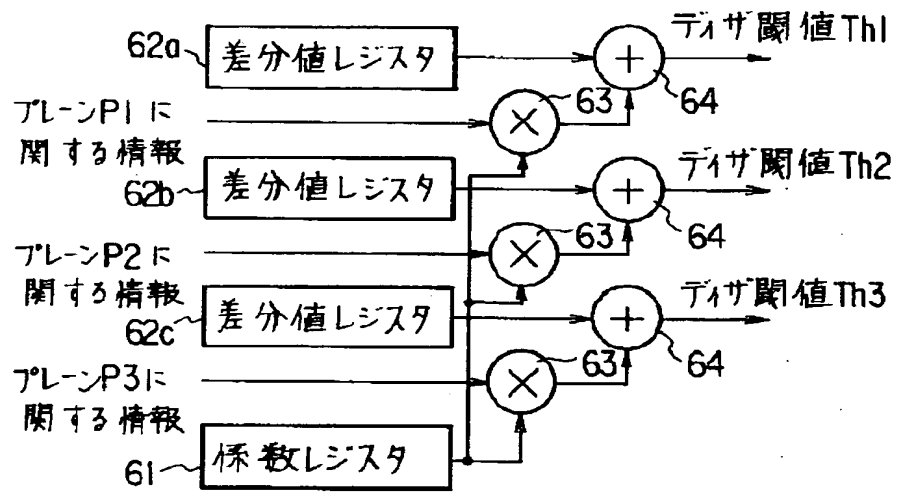 62a
差分値レジスタ
+
ディザ閾値Th1
64
プレーンP1に
関する情報
×
63
62b
差分値レジスタ
+
ディザ閾値Th2
64
プレーンP2に
関する情報
×
63
62c
差分値レジスタ
+
ディザ閾値Th3
64
プレーンP3に
関する情報
×
63
61
係数レジスタ